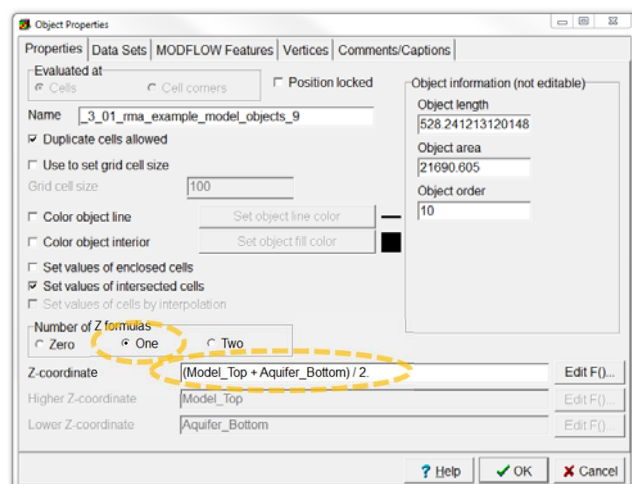 Object Properties
Properties Data Sets MODFLOW Features Vertices Comments/Captions
Evaluated at
Cells Cell corners
Position locked
Name _3_01_rma_example_model_objects_9
Duplicate cells allowed
Use to set grid cell size
Grid cell size 100
Color object line Set object line color
Color object interior Set object fill color
Set values of enclosed cells
Set values of intersected cells
Set values of cells by interpolation
Object information (not editable)
Object length
528.241213120148
Object area
21690.605
Object order
10
Number of Z formulas
Zero One Two
Z-coordinate (Model_Top + Aquifer_Bottom) / 2. Edit F()...
Higher Z-coordinate Model_Top Edit F()...
Lower Z-coordinate Aquifer_Bottom Edit F()...
? Help OK Cancel